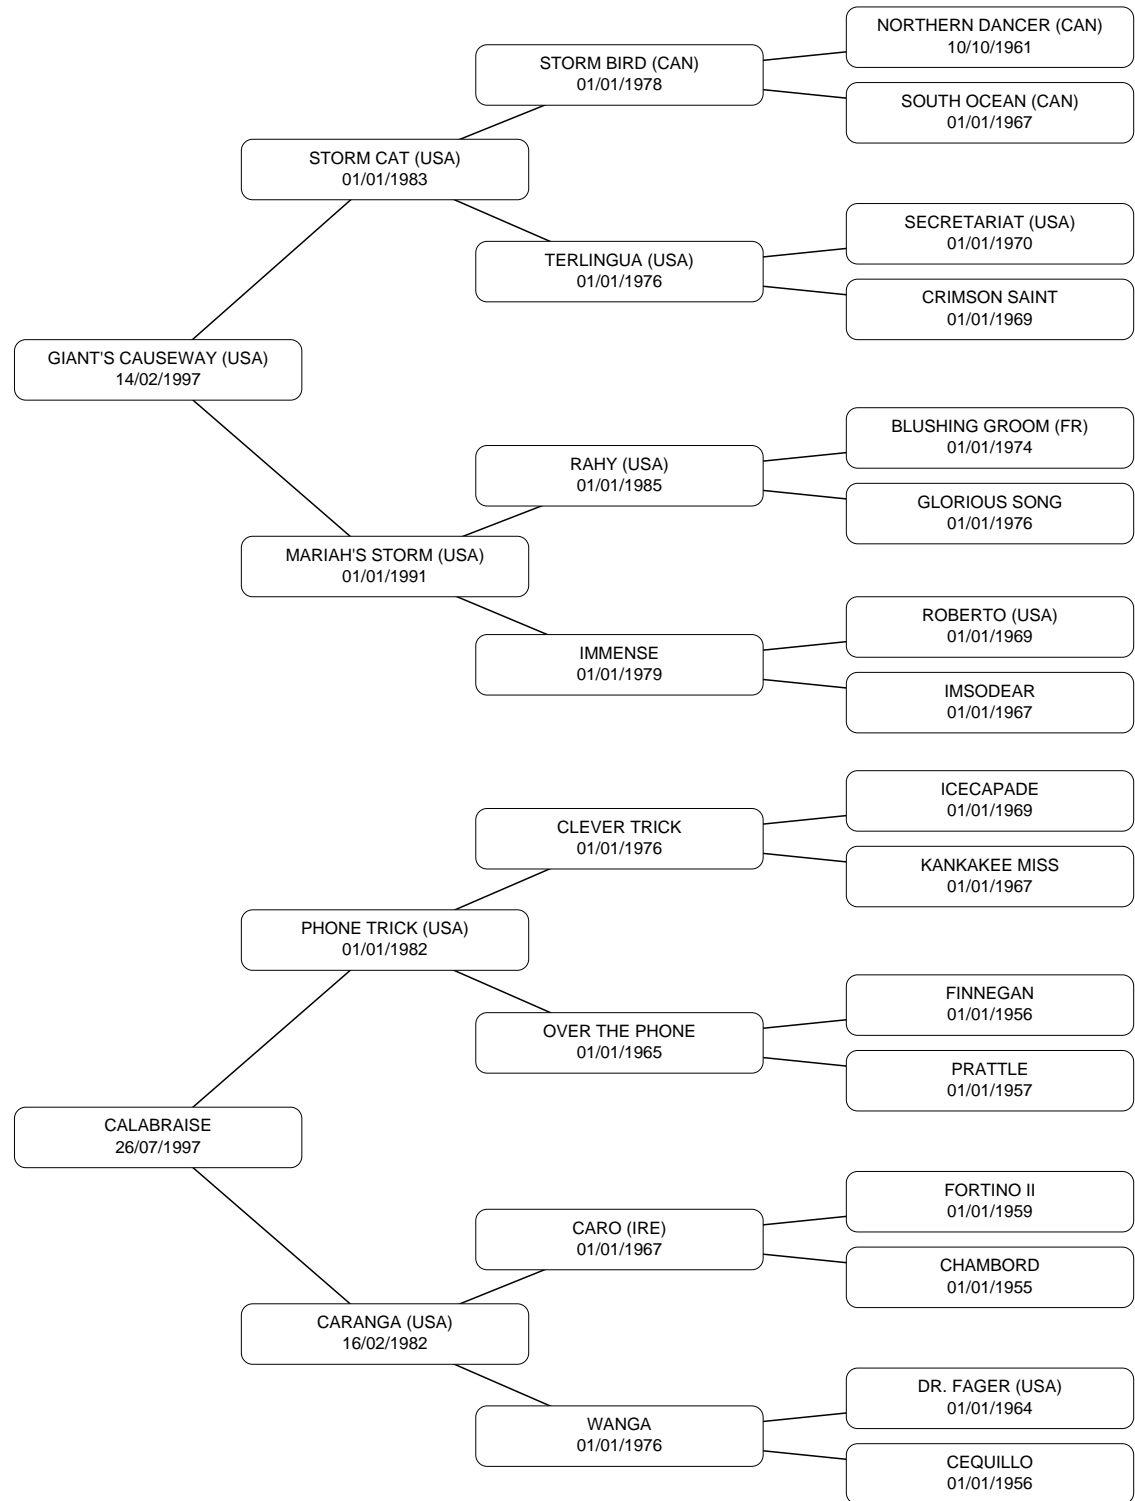 NORTHERN DANCER (CAN)
10/10/1961
STORM BIRD (CAN)
01/01/1978
SOUTH OCEAN (CAN)
01/01/1967
STORM CAT (USA)
01/01/1983
SECRETARIAT (USA)
01/01/1970
TERLINGUA (USA)
01/01/1976
CRIMSON SAINT
01/01/1969
GIANT'S CAUSEWAY (USA)
14/02/1997
BLUSHING GROOM (FR)
01/01/1974
RAHY (USA)
01/01/1985
GLORIOUS SONG
01/01/1976
MARIAH'S STORM (USA)
01/01/1991
ROBERTO (USA)
01/01/1969
IMMENSE
01/01/1979
IMSODEAR
01/01/1967
ICECAPADE
01/01/1969
CLEVER TRICK
01/01/1976
KANKAKEE MISS
01/01/1967
PHONE TRICK (USA)
01/01/1982
FINNEGAN
01/01/1956
OVER THE PHONE
01/01/1965
PRATTLE
01/01/1957
CALABRAISE
26/07/1997
FORTINO II
01/01/1959
CARO (IRE)
01/01/1967
CHAMBORD
01/01/1955
CARANGA (USA)
16/02/1982
DR. FAGER (USA)
01/01/1964
WANGA
01/01/1976
CEQUILLO
01/01/1956